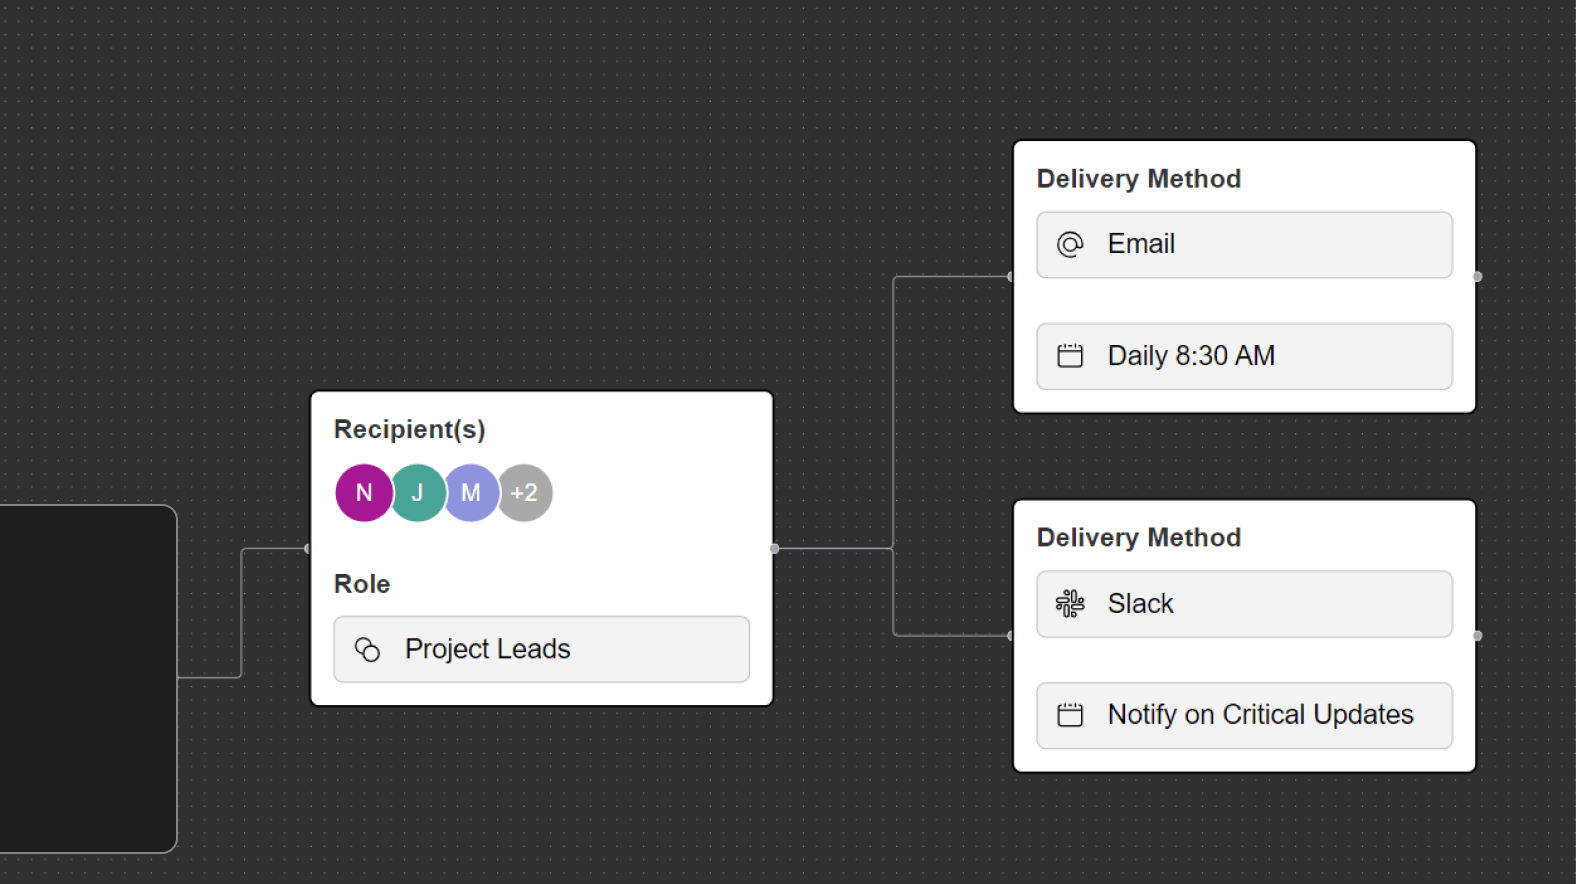 Recipient(s)
N J M +2
Role
Project Leads
Delivery Method
Email
Daily 8:30 AM
Delivery Method
Slack
Notify on Critical Updates